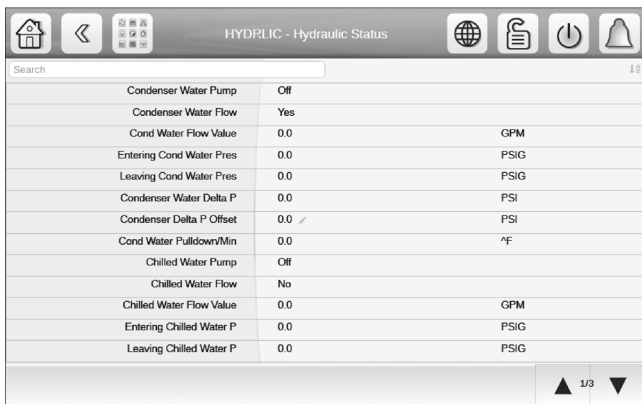 HYDRLIC - Hydraulic Status
Search
Condenser Water Pump Off
Condenser Water Flow Yes
Cond Water Flow Value 0.0 GPM
Entering Cond Water Pres 0.0 PSIG
Leaving Cond Water Pres 0.0 PSIG
Condenser Water Delta P 0.0 PSI
Condenser Delta P Offset 0.0 PSI
Cond Water Pulldown/Min 0.0 ^F
Chilled Water Pump Off
Chilled Water Flow No
Chilled Water Flow Value 0.0 GPM
Entering Chilled Water P 0.0 PSIG
Leaving Chilled Water P 0.0 PSIG
1/3